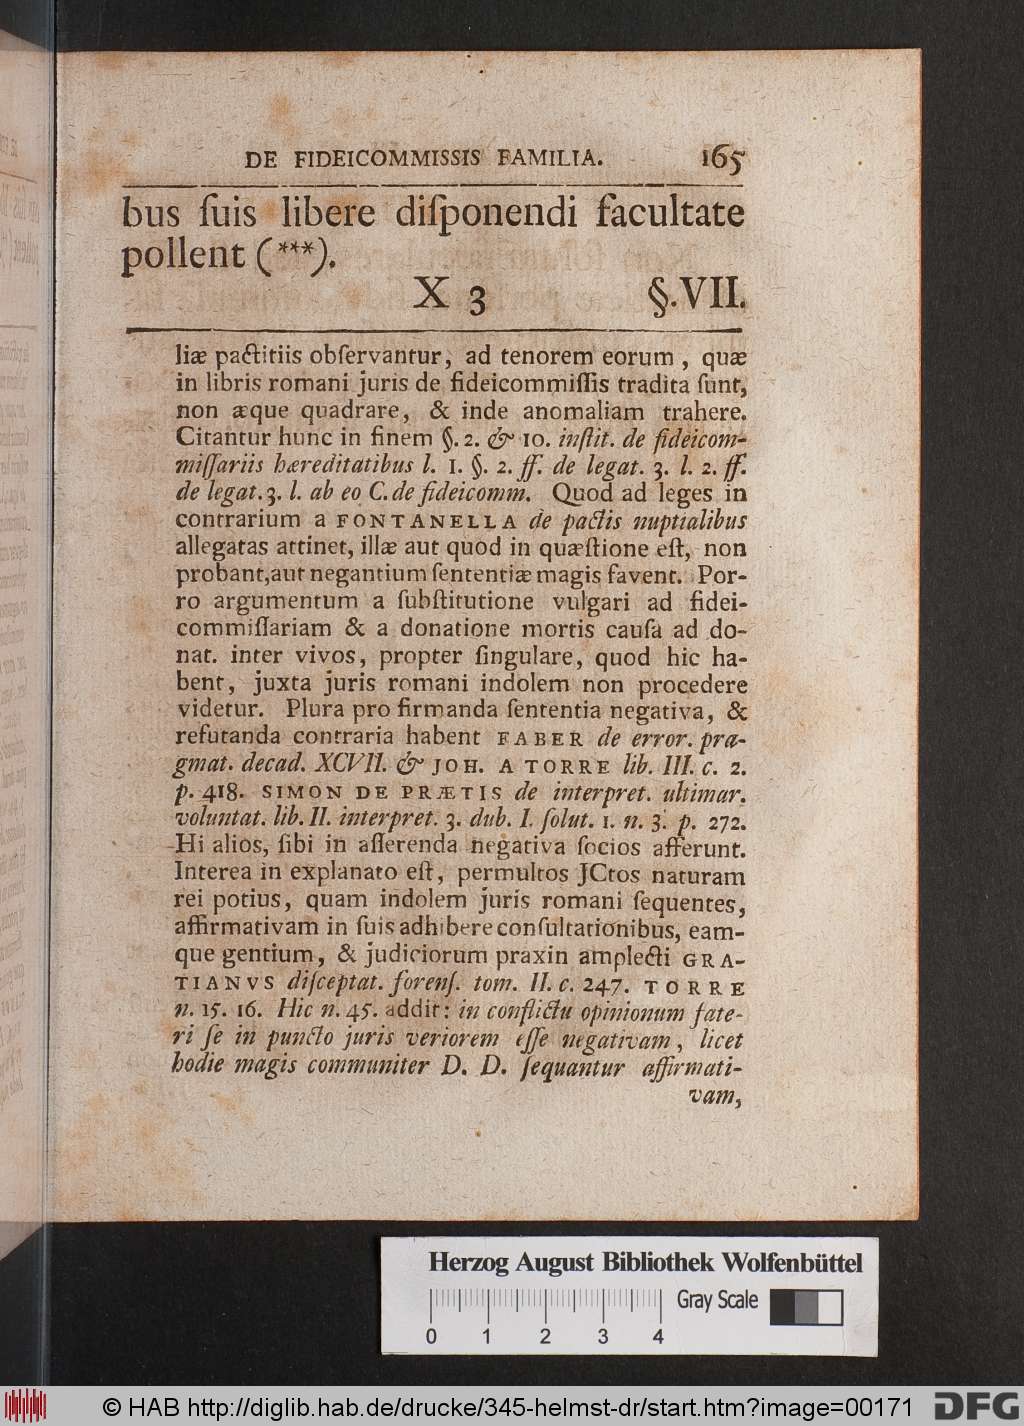 DE FIDEICOMMISSIS FAMILIA. 165
bus ſuis libere diſponendi facultate
pollent (***).
X 3 §.VII.
liæ pactitiis obſervantur, ad tenorem eorum, quæ
in libris romani juris de fideicommiſſis tradita ſunt,
non æque quadrare, & inde anomaliam trahere.
Citantur hunc in finem §. 2. & 10. inſtit. de fideicom-
miſſariis hæreditatibus l. 1. §. 2. ff. de legat. 3. l. 2. ff.
de legat. 3. l. ab eo C. de fideicomm. Quod ad leges in
contrarium a FONTANELLA de pactis nuptialibus
allegatas attinet, illæ aut quod in quæſtione eſt, non
probant, aut negantium ſententiæ magis favent. Por-
ro argumentum a ſubſtitutione vulgari ad fidei-
commiſſariam & a donatione mortis cauſa ad do-
nat. inter vivos, propter ſingulare, quod hic ha-
bent, juxta juris romani indolem non procedere
videtur. Plura pro firmanda ſententia negativa, &
refutanda contraria habent FABER de error. pra-
gmat. decad. XCVII. & JOH. A TORRE lib. III. c. 2.
p. 418. SIMON DE PRÆTIS de interpret. ultimar.
voluntat. lib. II. interpret. 3. dub. I. ſolut. 1. n. 3. p. 272.
Hi alios, ſibi in aſſerenda negativa ſocios afferunt.
Interea in explanato eſt, permultos JCtos naturam
rei potius, quam indolem juris romani ſequentes,
affirmativam in ſuis adhibere conſultationibus, eam-
que gentium, & judiciorum praxin amplecti GRA-
TIANVS diſceptat. forenſ. tom. II. c. 247. TORRE
n. 15. 16. Hic n. 45. addit: in conflictu opinionum fate-
ri ſe in puncto juris veriorem eſſe negativam, licet
hodie magis communiter D. D. ſequantur affirmati-
vam,
Herzog August Bibliothek Wolfenbüttel
Gray Scale
0 1 2 3 4
© HAB http://diglib.hab.de/drucke/345-helmst-dr/start.htm?image=00171
DFG